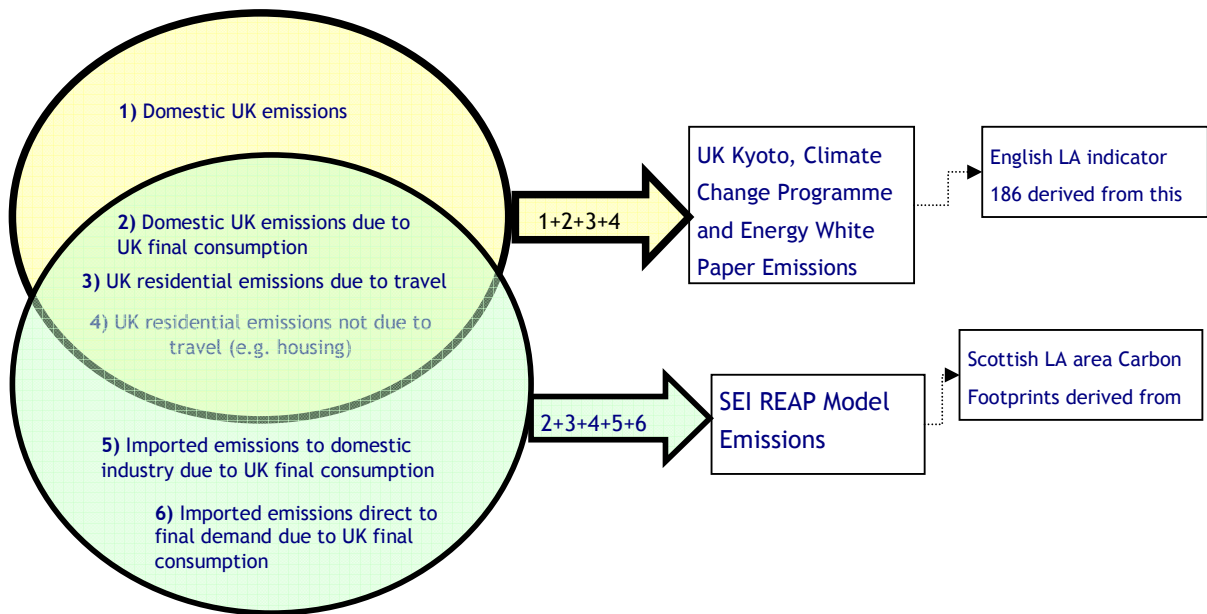 1) Domestic UK emissions
2) Domestic UK emissions due to
UK final consumption
3) UK residential emissions due to travel
4) UK residential emissions not due to
travel (e.g. housing)
5) Imported emissions to domestic
industry due to UK final consumption
6) Imported emissions direct to
final demand due to UK final
consumption
1+2+3+4
UK Kyoto, Climate
Change Programme
and Energy White
Paper Emissions
English LA indicator
186 derived from this
2+3+4+5+6
SEI REAP Model
Emissions
Scottish LA area Carbon
Footprints derived from